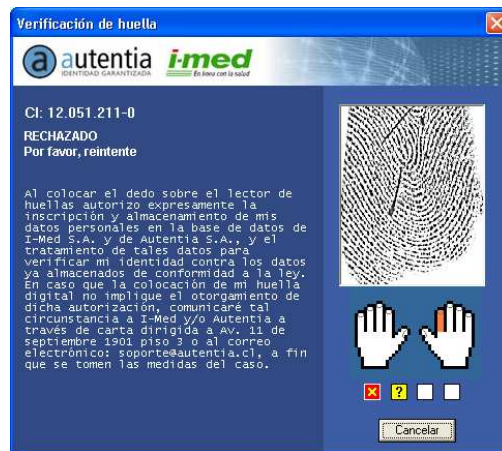 Verificación de huella
autentia
IDENTIDAD GARANTIZADA
i-med
En línea con la salud
CI: 12.051.211-0
RECHAZADO
Por favor, reintente
Al colocar el dedo sobre el lector de
huellas autorizo expresamente la
inscripción y almacenamiento de mis
datos personales en la base de datos de
I-Med S.A. y de Autentia S.A., y el
tratamiento de tales datos para
verificar mi identidad contra los datos
ya almacenados de conformidad a la ley.
En caso que la colocación de mi huella
digital no implique el otorgamiento de
dicha autorización, comunicaré tal
circunstancia a I-Med y/o Autentia a
través de carta dirigida a Av. 11 de
septiembre 1901 piso 3 o al correo
electrónico: soporte@autentia.cl, a fin
que se tomen las medidas del caso.
?
Cancelar